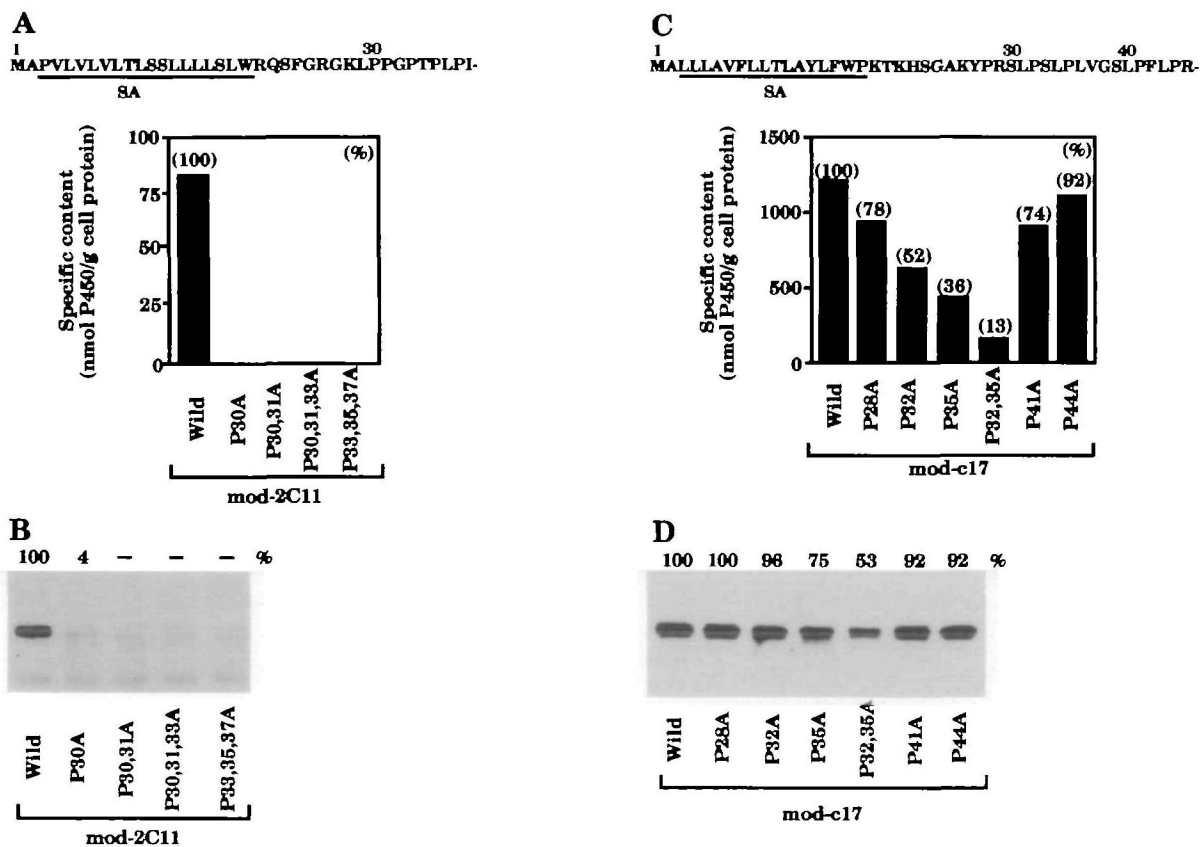 A
1 30
MAPVLVLVLTLSSLLLLSLWRQSFGRGKLPPGPTPLPI-
SA
Specific content
(nmol P450/g cell protein)
100
75
50
25
0
(100)
(%)
Wild
P30A
P30,31A
P30,31,33A
P33,35,37A
mod-2C11
B
100 4 – – – %
Wild
P30A
P30,31A
P30,31,33A
P33,35,37A
mod-2C11
C
1 30 40
MALLLAVFLLTLAYLFWPKTKHSGAKYPRSLPSLPLVGSLPFLPR-
SA
Specific content
(nmol P450/g cell protein)
1500
1000
500
0
(%)
(100)
(78)
(52)
(36)
(13)
(74)
(92)
Wild
P28A
P32A
P35A
P32,35A
P41A
P44A
mod-c17
D
100 100 96 75 53 92 92 %
Wild
P28A
P32A
P35A
P32,35A
P41A
P44A
mod-c17